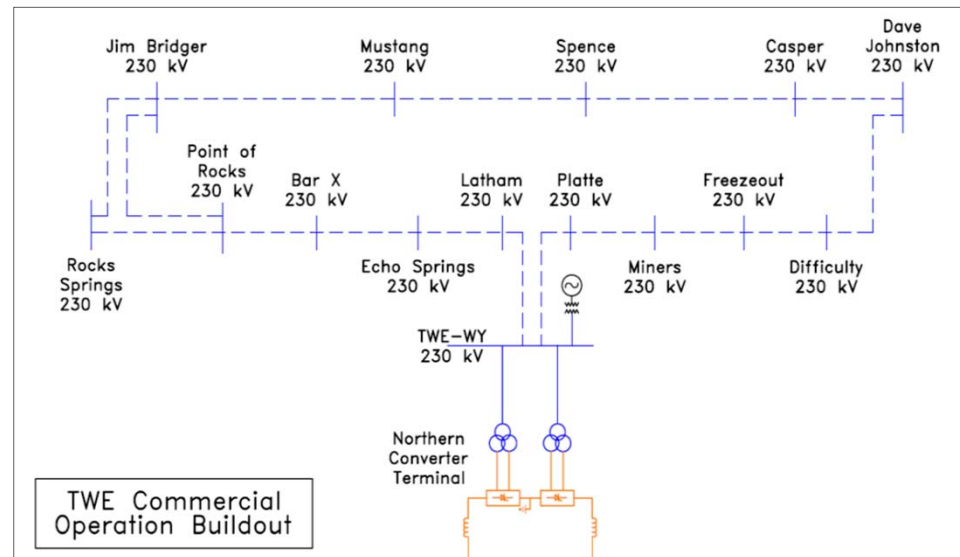 Jim Bridger
230 kV
Mustang
230 kV
Spence
230 kV
Casper
230 kV
Dave
Johnston
230 kV
Point of
Rocks
230 kV
Bar X
230 kV
Latham
230 kV
Platte
230 kV
Freezeout
230 kV
Rocks
Springs
230 kV
Echo Springs
230 kV
Miners
230 kV
Difficulty
230 kV
TWE-WY
230 kV
Northern
Converter
Terminal
TWE Commercial
Operation Buildout